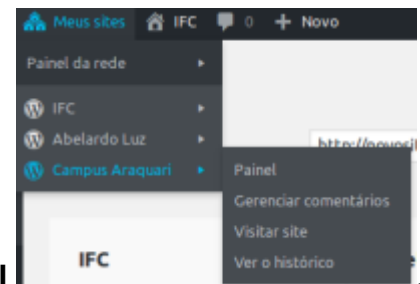 Meus sites IFC 0 + Novo
Painel da rede
IFC
Abelardo Luz
Campus Araquari
Painel
Gerenciar comentários
Visitar site
Ver o histórico
IFC